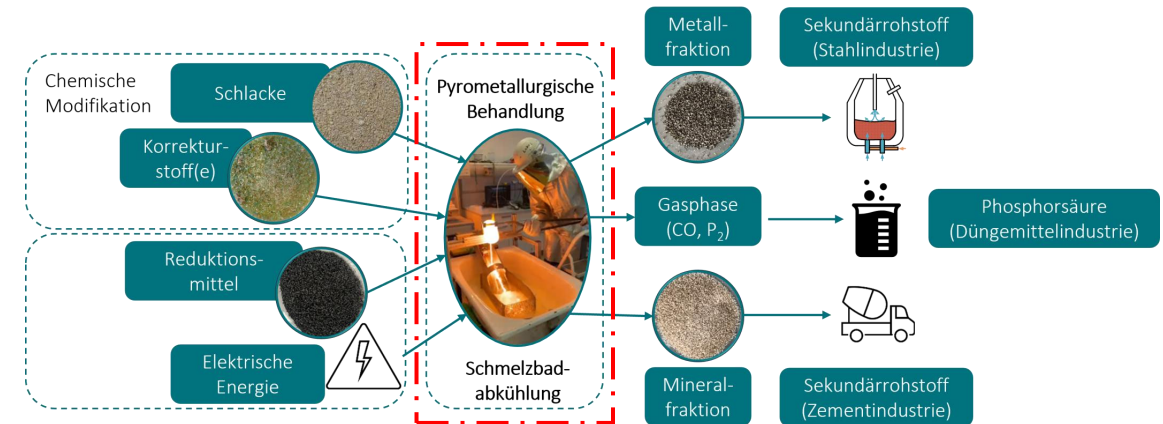 Chemische
Modifikation
Schlacke
Korrektur-
stoff(e)
Reduktions-
mittel
Elektrische
Energie
Pyrometallurgische
Behandlung
Schmelzbad-
abkühlung
Metall-
fraktion
Sekundärrohstoff
(Stahlindustrie)
Gasphase
(CO, P₂)
Phosphorsäure
(Düngemittelindustrie)
Mineral-
fraktion
Sekundärrohstoff
(Zementindustrie)